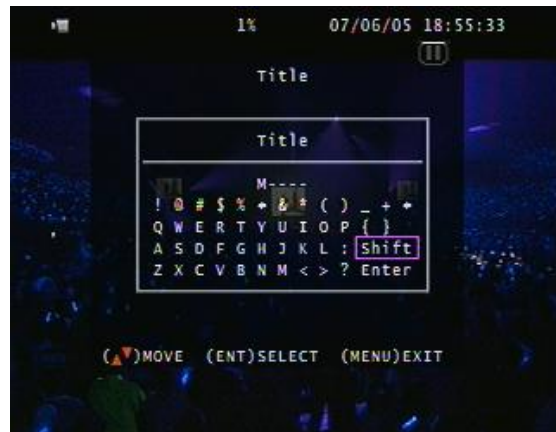 1% 07/06/05 18:55:33
Title
Title
M----
! @ # $ % ← & * ( ) _ + ←
Q W E R T Y U I O P { }
A S D F G H J K L : Shift
Z X C V B N M < > ? Enter
(▲▼)MOVE (ENT)SELECT (MENU)EXIT